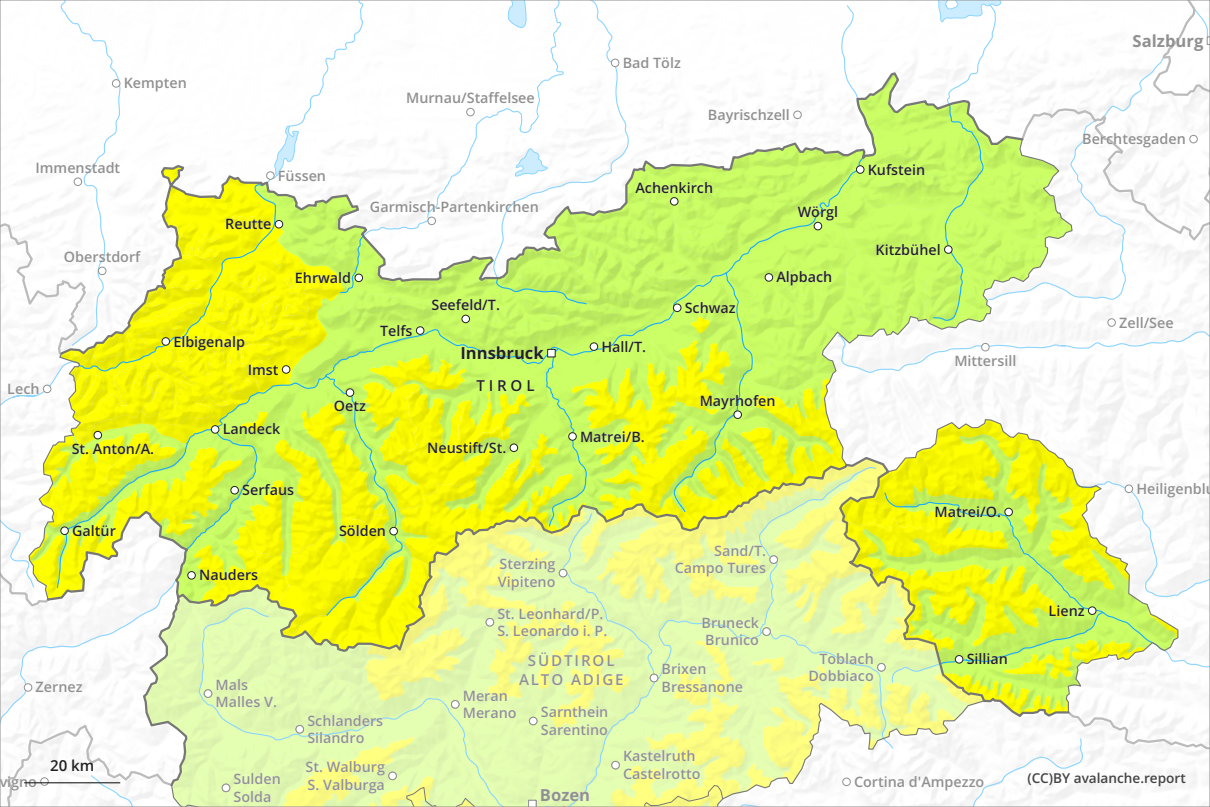 Salzburg
Bad Tölz
Kempten
Murnau/Staffelsee
Bayrischzell
Berchtesgaden
Immenstadt
Füssen
Kufstein
Achenkirch
Garmisch-Partenkirchen
Wörgl
Reutte
Kitzbühel
Oberstdorf
Ehrwald
Alpbach
Seefeld/T.
Schwaz
Zell/See
Telfs
Elbigenalp
Innsbruck
Hall/T.
Mittersill
Imst
TIROL
Lech
Oetz
Mayrhofen
Landeck
Matrei/B.
St. Anton/A.
Neustift/St.
Serfaus
Heiligenblu
Matrei/O.
Galtür
Sölden
Sand/T.
Campo Tures
Sterzing
Vipiteno
Nauders
Lienz
St. Leonhard/P.
S. Leonardo i. P.
Bruneck
Brunico
Sillian
SÜDTIROL
ALTO ADIGE
Toblach
Dobbiaco
Brixen
Bressanone
Zernez
Mals
Malles V.
Meran
Merano
Sarnthein
Sarentino
Schlanders
Silandro
Kastelruth
Castelrotto
St. Walburg
S. Valburga
20 km
vigno
Sulden
Solda
Cortina d'Ampezzo
(CC)BY avalanche.report
Bozen